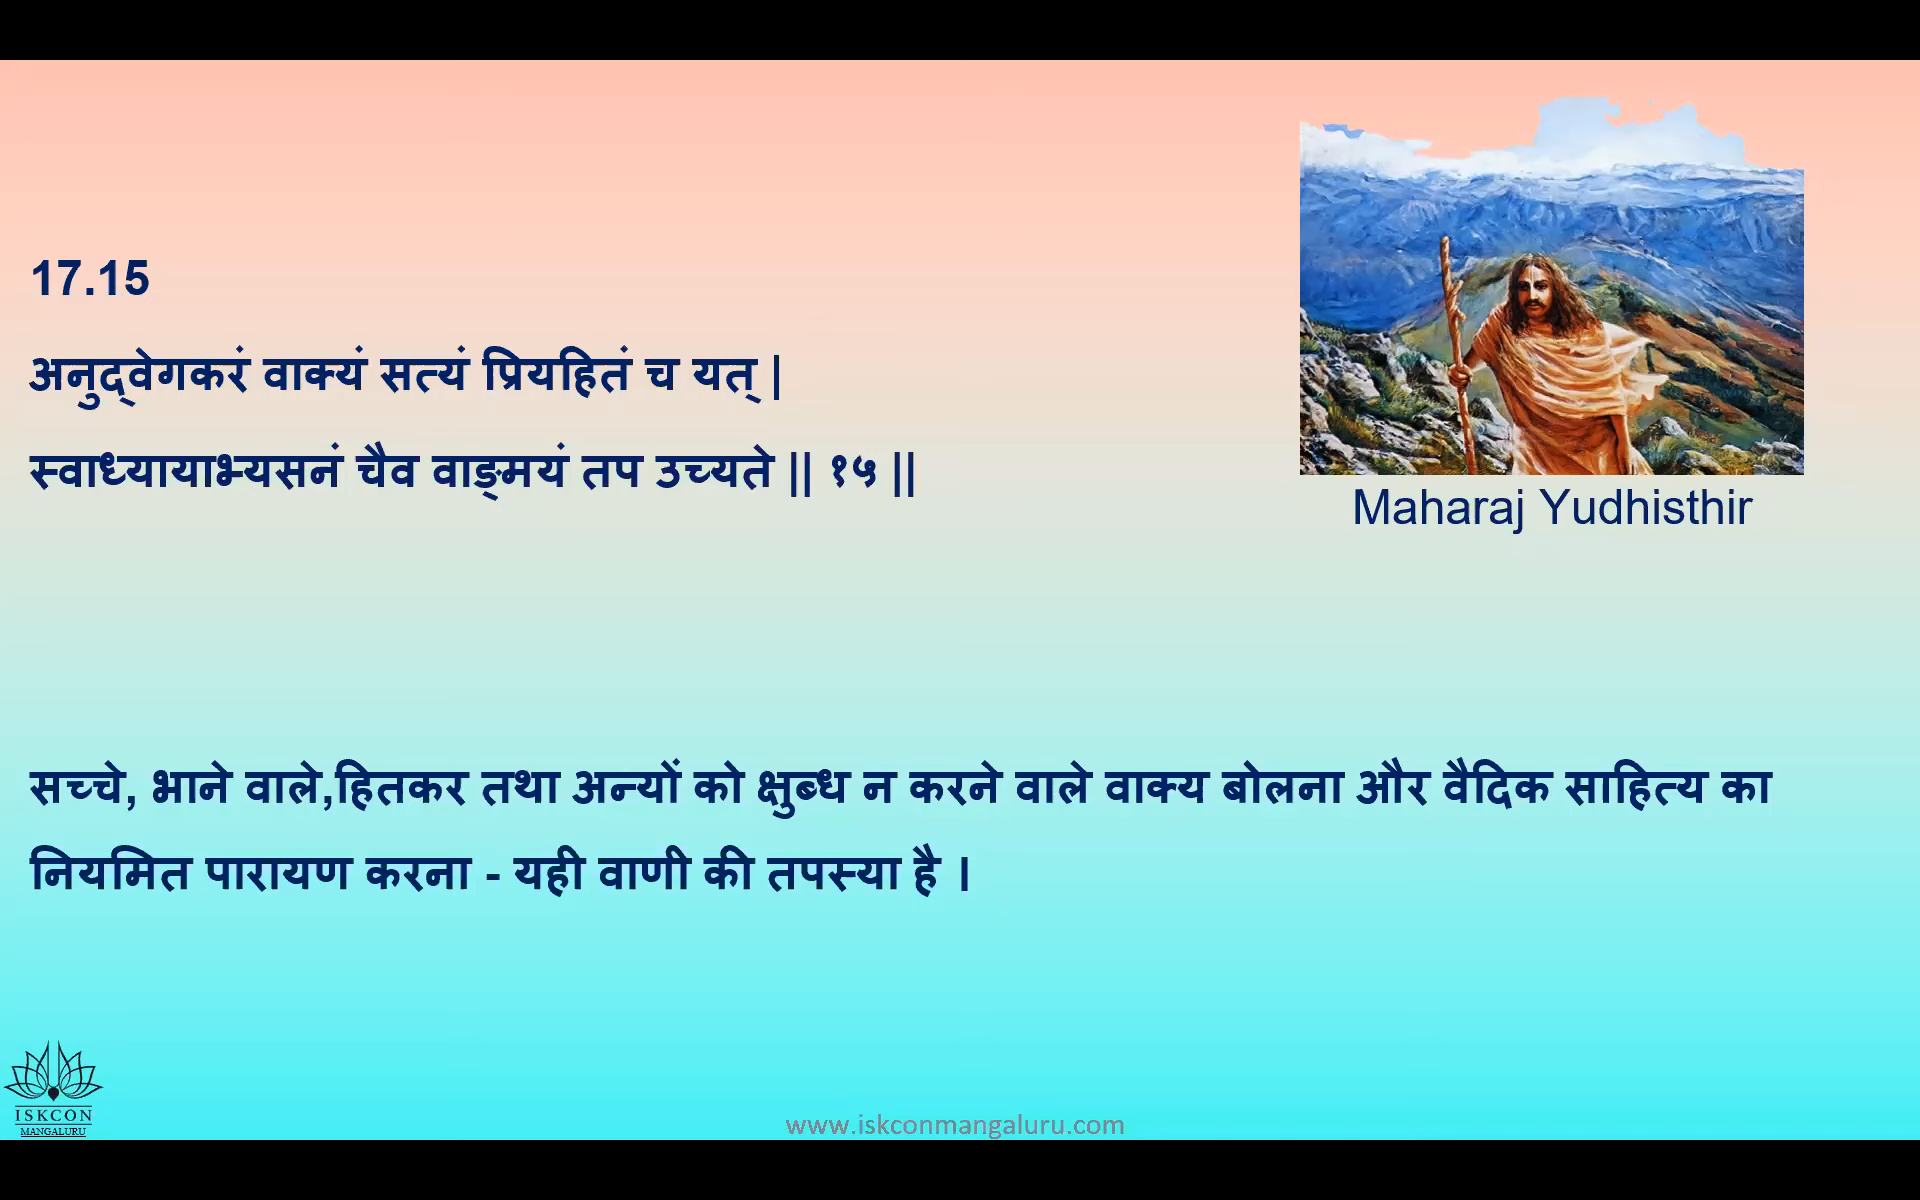 17.15
अनुद्वेगकरं वाक्यं सत्यं प्रियहितं च यत् |
स्वाध्यायाभ्यसनं चैव वाङ्मयं तप उच्यते || १५ ||
Maharaj Yudhisthir
सच्चे, भाने वाले,हितकर तथा अन्यों को क्षुब्ध न करने वाले वाक्य बोलना और वैदिक साहित्य का
नियमित पारायण करना - यही वाणी की तपस्या है ।
ISKCON
MANGALURU
www.iskconmangaluru.com